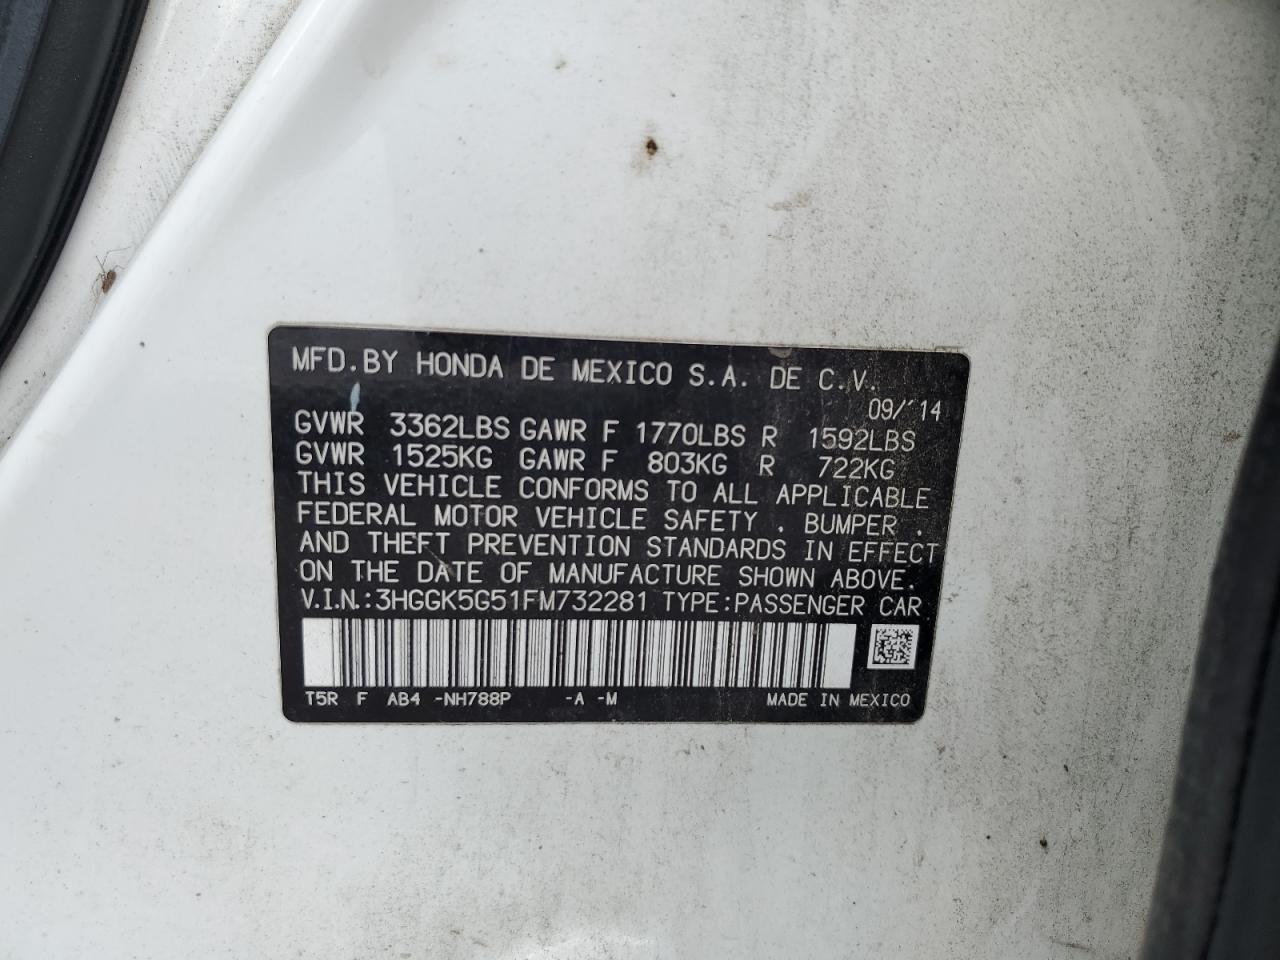 MFD.BY HONDA DE MEXICO S.A. DE C.V.
09/'14
GVWR 3362LBS GAWR F 1770LBS R 1592LBS
GVWR 1525KG GAWR F 803KG R 722KG
THIS VEHICLE CONFORMS TO ALL APPLICABLE
FEDERAL MOTOR VEHICLE SAFETY , BUMPER ,
AND THEFT PREVENTION STANDARDS IN EFFECT
ON THE DATE OF MANUFACTURE SHOWN ABOVE.
V.I.N.:3HGGK5G51FM732281 TYPE:PASSENGER CAR
T5R F AB4 -NH788P -A -M MADE IN MEXICO